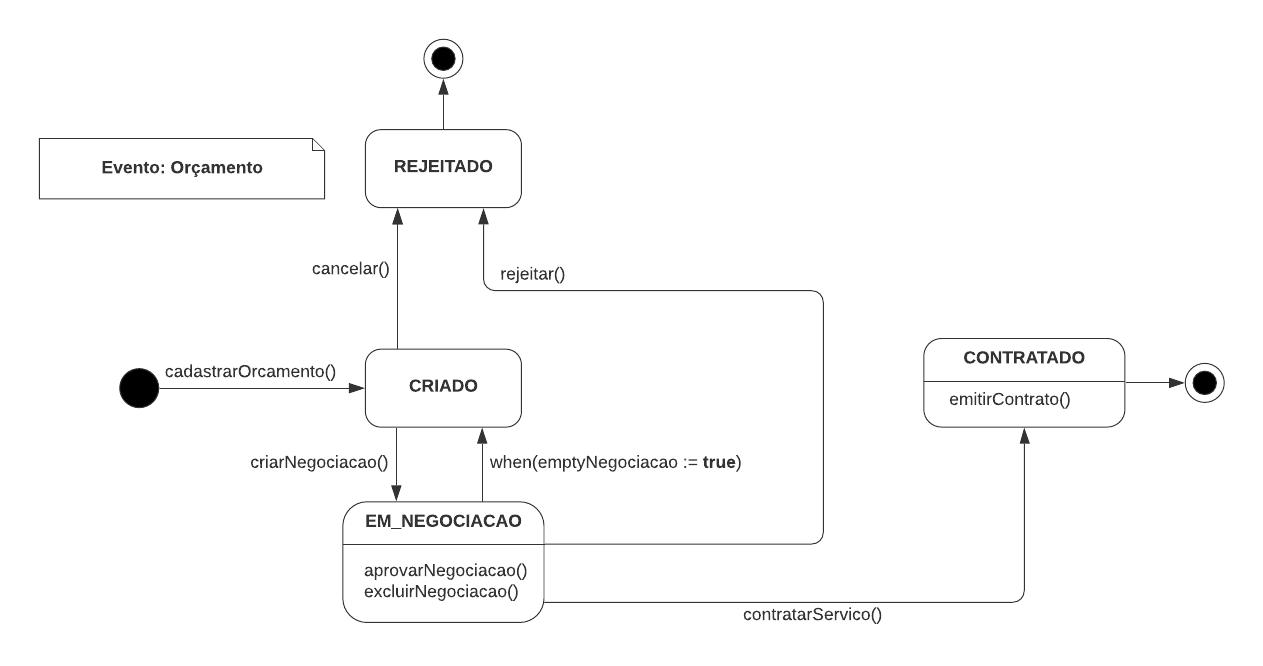 Evento: Orçamento
REJEITADO
cancelar()
rejeitar()
cadastrarOrcamento()
CRIADO
CONTRATADO
emitirContrato()
criarNegociacao()
when(emptyNegociacao := true)
EM_NEGOCIACAO
aprovarNegociacao()
excluirNegociacao()
contratarServico()